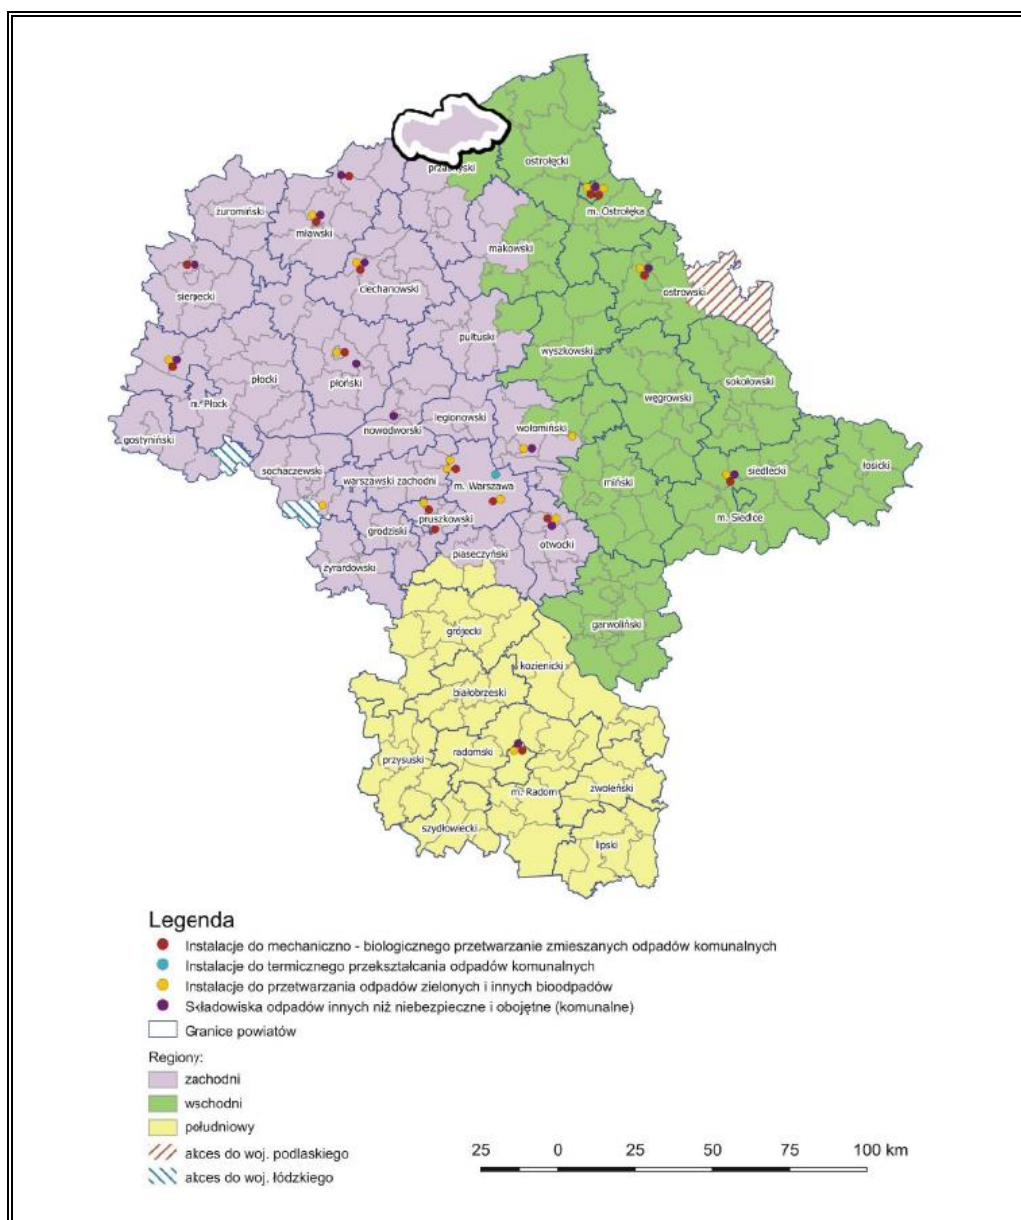 ostrołęcki
przasnyski
m. Ostrołęka
żuromiński
mławski
makowski
ciechanowski
ostrowski
sierpecki
pułtuski
wyszkowski
sokołowski
płocki
płoński
węgrowski
m. Płock
legionowski
wołomiński
gostyniński
nowodworski
sochaczewski
siedlecki
łosicki
warszawski zachodni
m. Warszawa
miński
m. Siedlce
pruszkowski
grodziski
otwocki
piaseczyński
żyrardowski
garwoliński
grójecki
kozienicki
białobrzeski
radomski
przysuski
zwoleński
m. Radom
szydłowiecki
lipski
Legenda
Instalacje do mechaniczno - biologicznego przetwarzanie zmieszanych odpadów komunalnych
Instalacje do termicznego przekształcania odpadów komunalnych
Instalacje do przetwarzania odpadów zielonych i innych bioodpadów
Składowiska odpadów innych niż niebezpieczne i obojętne (komunalne)
Granice powiatów
Regiony:
zachodni
wschodni
południowy
akces do woj. podlaskiego
akces do woj. łódzkiego
25 0 25 50 75 100 km